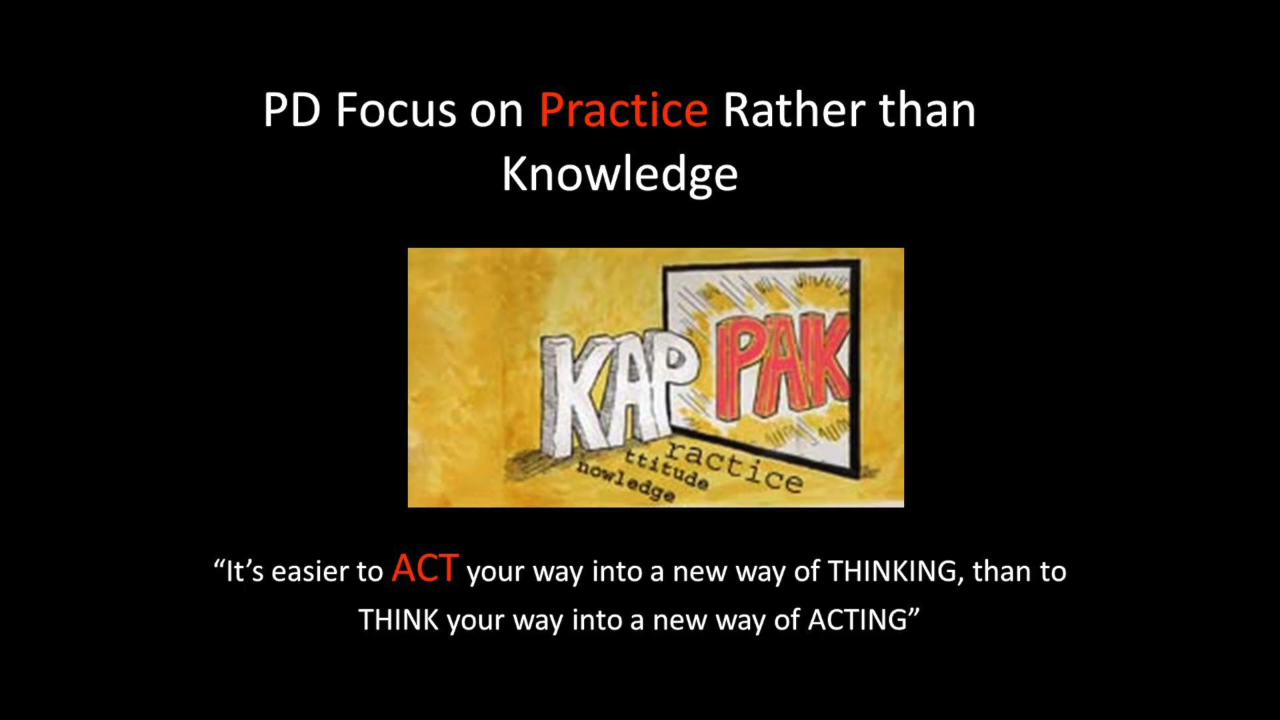 PD Focus on Practice Rather than
Knowledge
KAP PAK
ractice
ttitude
nowledge
“It’s easier to ACT your way into a new way of THINKING, than to
THINK your way into a new way of ACTING”